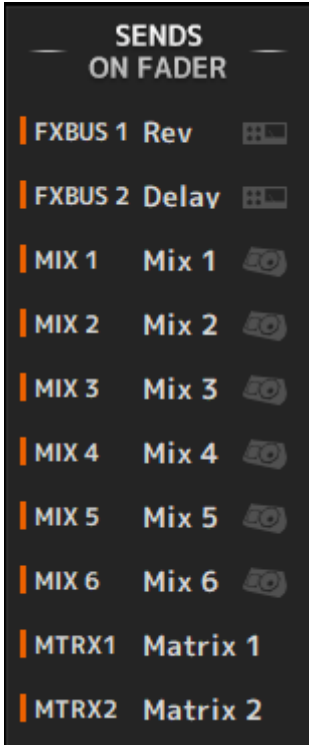 SENDS
ON FADER
FXBUS 1 Rev
FXBUS 2 Delay
MIX 1 Mix 1
MIX 2 Mix 2
MIX 3 Mix 3
MIX 4 Mix 4
MIX 5 Mix 5
MIX 6 Mix 6
MTRX1 Matrix 1
MTRX2 Matrix 2